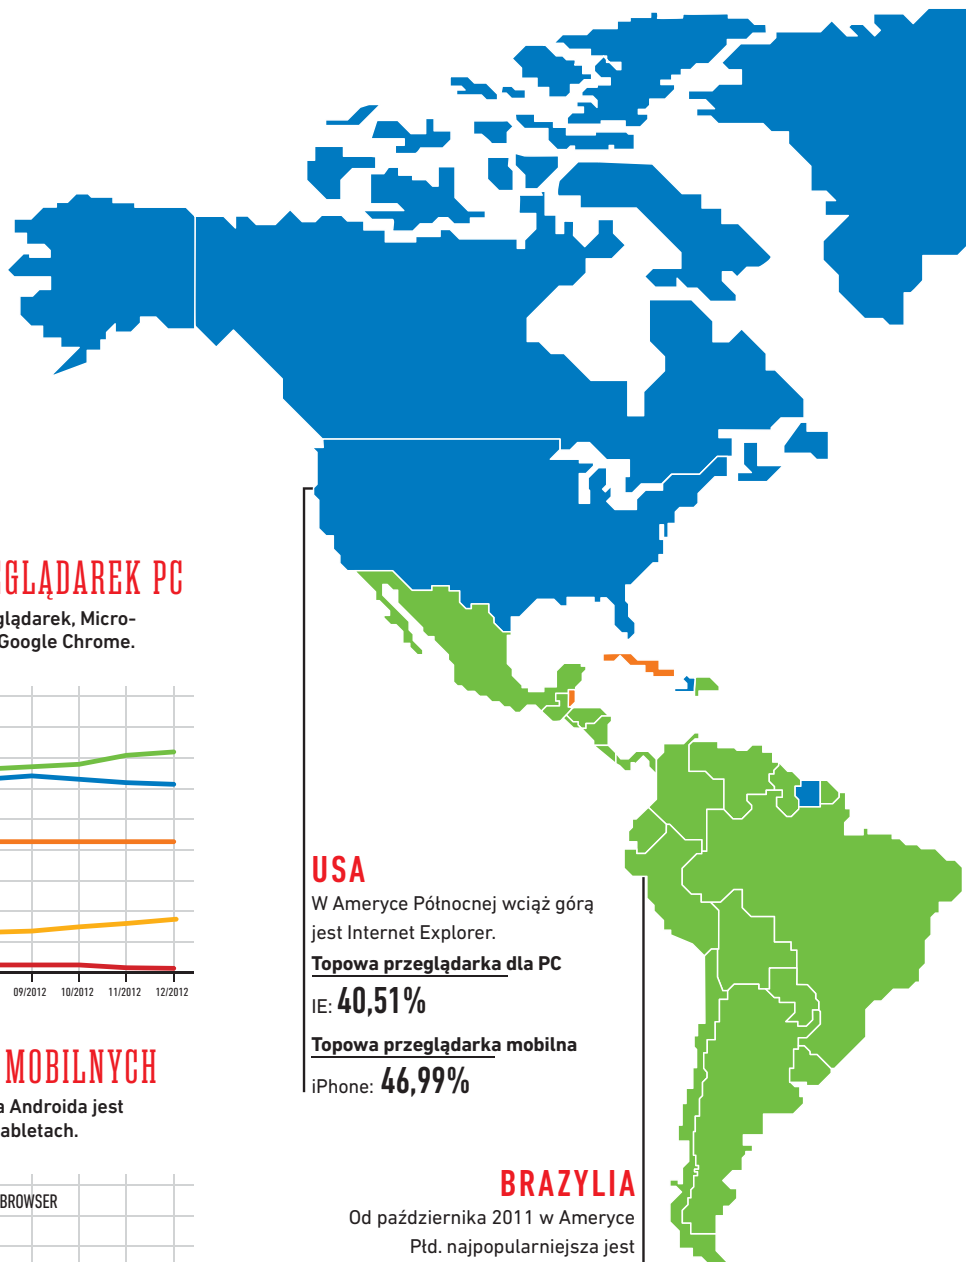 EGLĄDAREK PC
glądarek, Micro-
Google Chrome.
09/2012 10/2012 11/2012 12/2012
MOBILNYCH
a Androida jest
abletach.
BROWSER
USA
W Ameryce Północnej wciąż górą
jest Internet Explorer.
Topowa przeglądarka dla PC
IE: 40,51%
Topowa przeglądarka mobilna
iPhone: 46,99%
BRAZYLIA
Od października 2011 w Ameryce
Płd. najpopularniejsza jest